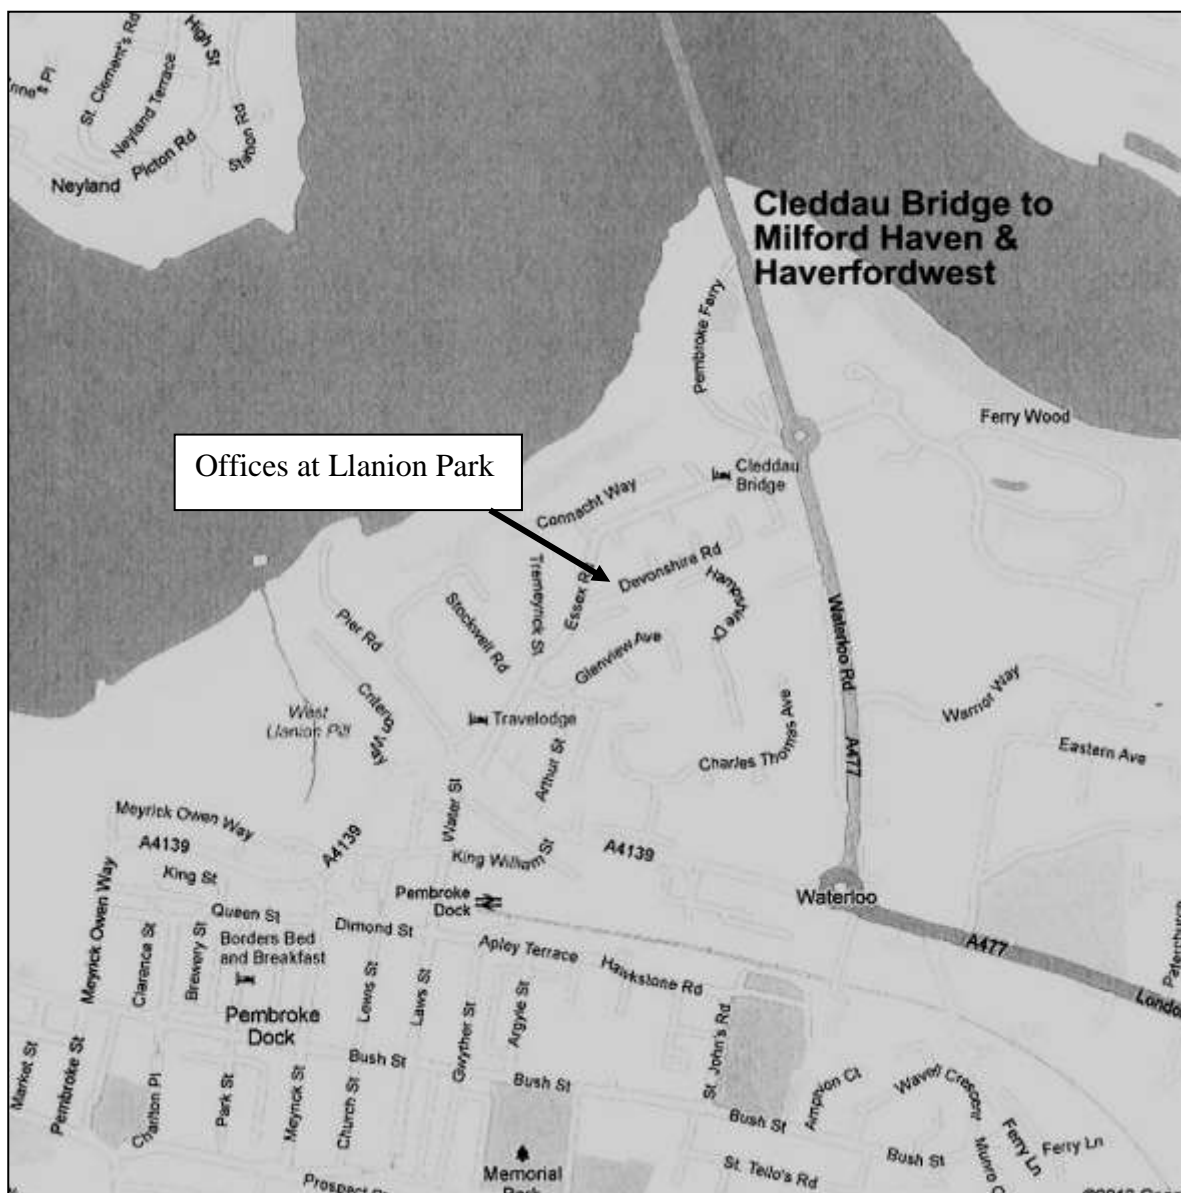 High St
St. Clement's Rd
Neyland Terrace
Station Rd
Picton Rd
Neyland
Cleddau Bridge to
Milford Haven &
Haverfordwest
Pembroke Ferry
Ferry Wood
Offices at Llanion Park
Cleddau
Bridge
Connacht Way
Devonshire Rd
Essex Rd
Tremeyrick St
Hampshire Dr
Stockwell Rd
Pier Rd
Glenview Ave
Waterloo Rd
Criterion Way
West
Llanion Pill
Travelodge
Warrior Way
Eastern Ave
Charles Thomas Ave
A477
Arthur St
Water St
Meyrick Owen Way
A4139
A4139
King William St
A4139
King St
Pembroke
Dock
Waterloo
Meyrick Owen Way
Queen St
Dimond St
A477
Clarence St
Brewery St
Borders Bed
and Breakfast
Apley Terrace
Hawkstone Rd
Lewis St
Laws St
Pembroke
Dock
Gwyther St
Argyle St
St. John's Rd
Market St
Pembroke St
Bush St
Bush St
Charlton Pl
Park St
Meyrick St
Church St
Amphion Ct
Wavell Crescent
Bush St
Bush St
Ferry Ln
Ferry Ln
St. Teilo's Rd
Memorial